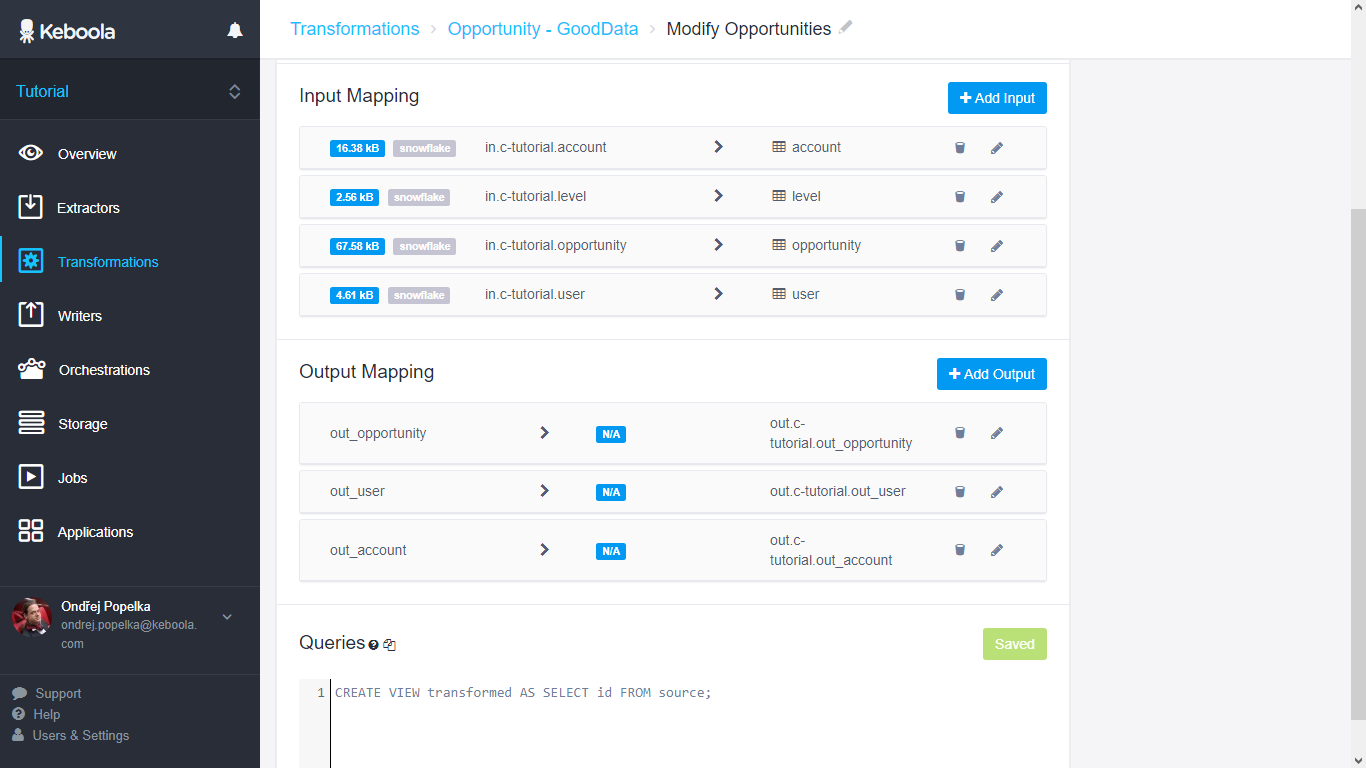 Keboola
Tutorial
Overview
Extractors
Transformations
Writers
Orchestrations
Storage
Jobs
Applications
Ondřej Popelka
ondrej.popelka@keboola.
com
Support
Help
Users & Settings
Transformations › Opportunity - GoodData › Modify Opportunities
Input Mapping
Add Input
16.38 kB snowflake in.c-tutorial.account account
2.56 kB snowflake in.c-tutorial.level level
67.58 kB snowflake in.c-tutorial.opportunity opportunity
4.61 kB snowflake in.c-tutorial.user user
Output Mapping
Add Output
out_opportunity N/A out.c-
tutorial.out_opportunity
out_user N/A out.c-tutorial.out_user
out_account N/A out.c-
tutorial.out_account
Queries
Saved
1 CREATE VIEW transformed AS SELECT id FROM source;